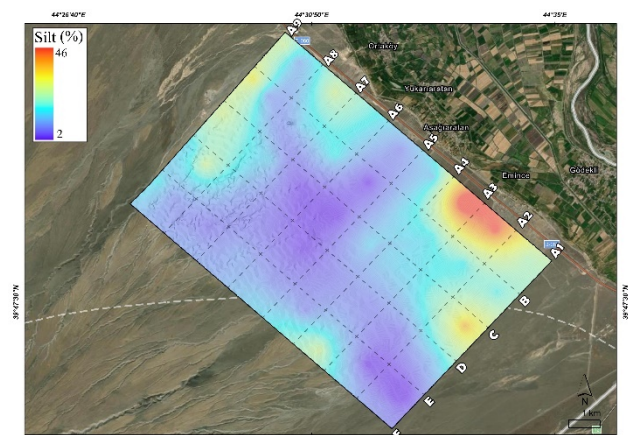 44°26'40"E
44°30'50"E
44°35'E
Silt (%)
46
2
A9
A8
A7
A6
A5
A4
A3
A2
A1
B
C
D
E
F
Ortaköy
Yukarıaratan
Aşağıaratan
Emince
Gödekli
39°47'30"N
39°47'30"N
N
1 km